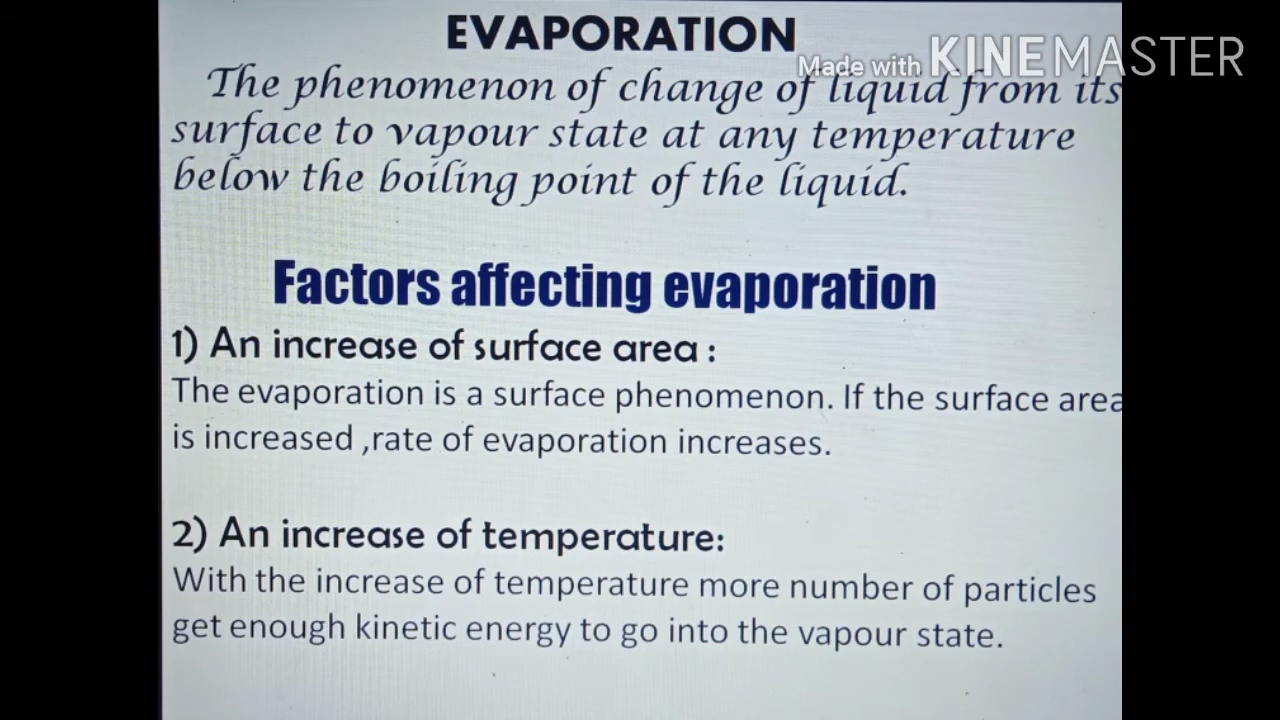 EVAPORATION
Made with KINEMASTER
The phenomenon of change of liquid from its
surface to vapour state at any temperature
below the boiling point of the liquid.
Factors affecting evaporation
1) An increase of surface area :
The evaporation is a surface phenomenon. If the surface area
is increased ,rate of evaporation increases.
2) An increase of temperature:
With the increase of temperature more number of particles
get enough kinetic energy to go into the vapour state.